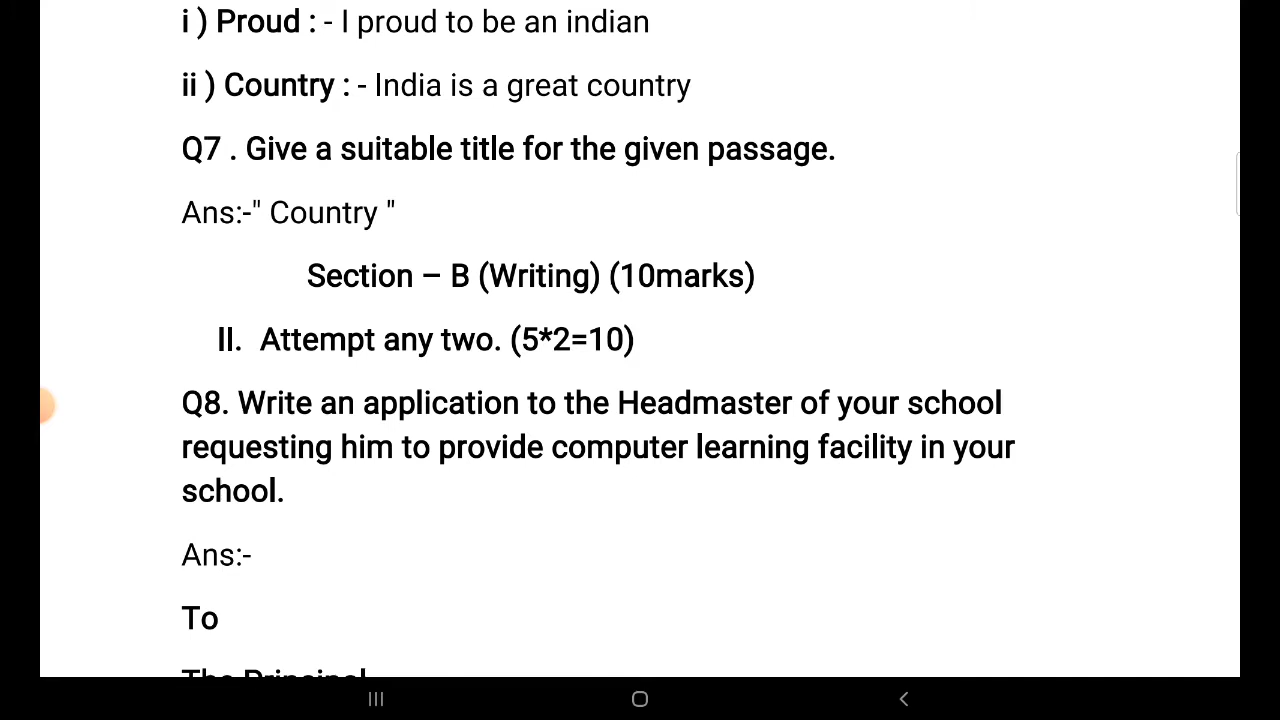 i ) Proud : - I proud to be an indian
ii ) Country : - India is a great country
Q7 . Give a suitable title for the given passage.
Ans:-" Country "
Section – B (Writing) (10marks)
II. Attempt any two. (5*2=10)
Q8. Write an application to the Headmaster of your school
requesting him to provide computer learning facility in your
school.
Ans:-
To
The Principal